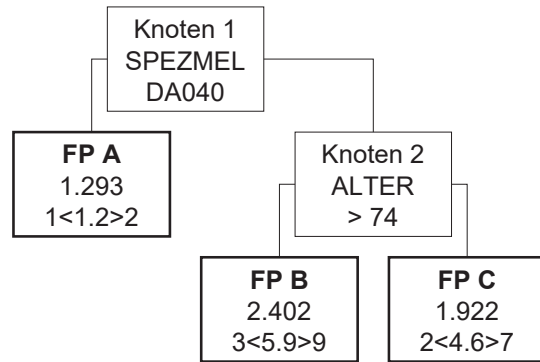 Knoten 1
SPEZMEL
DA040
FP A
1.293
1<1.2>2
Knoten 2
ALTER
> 74
FP B
2.402
3<5.9>9
FP C
1.922
2<4.6>7